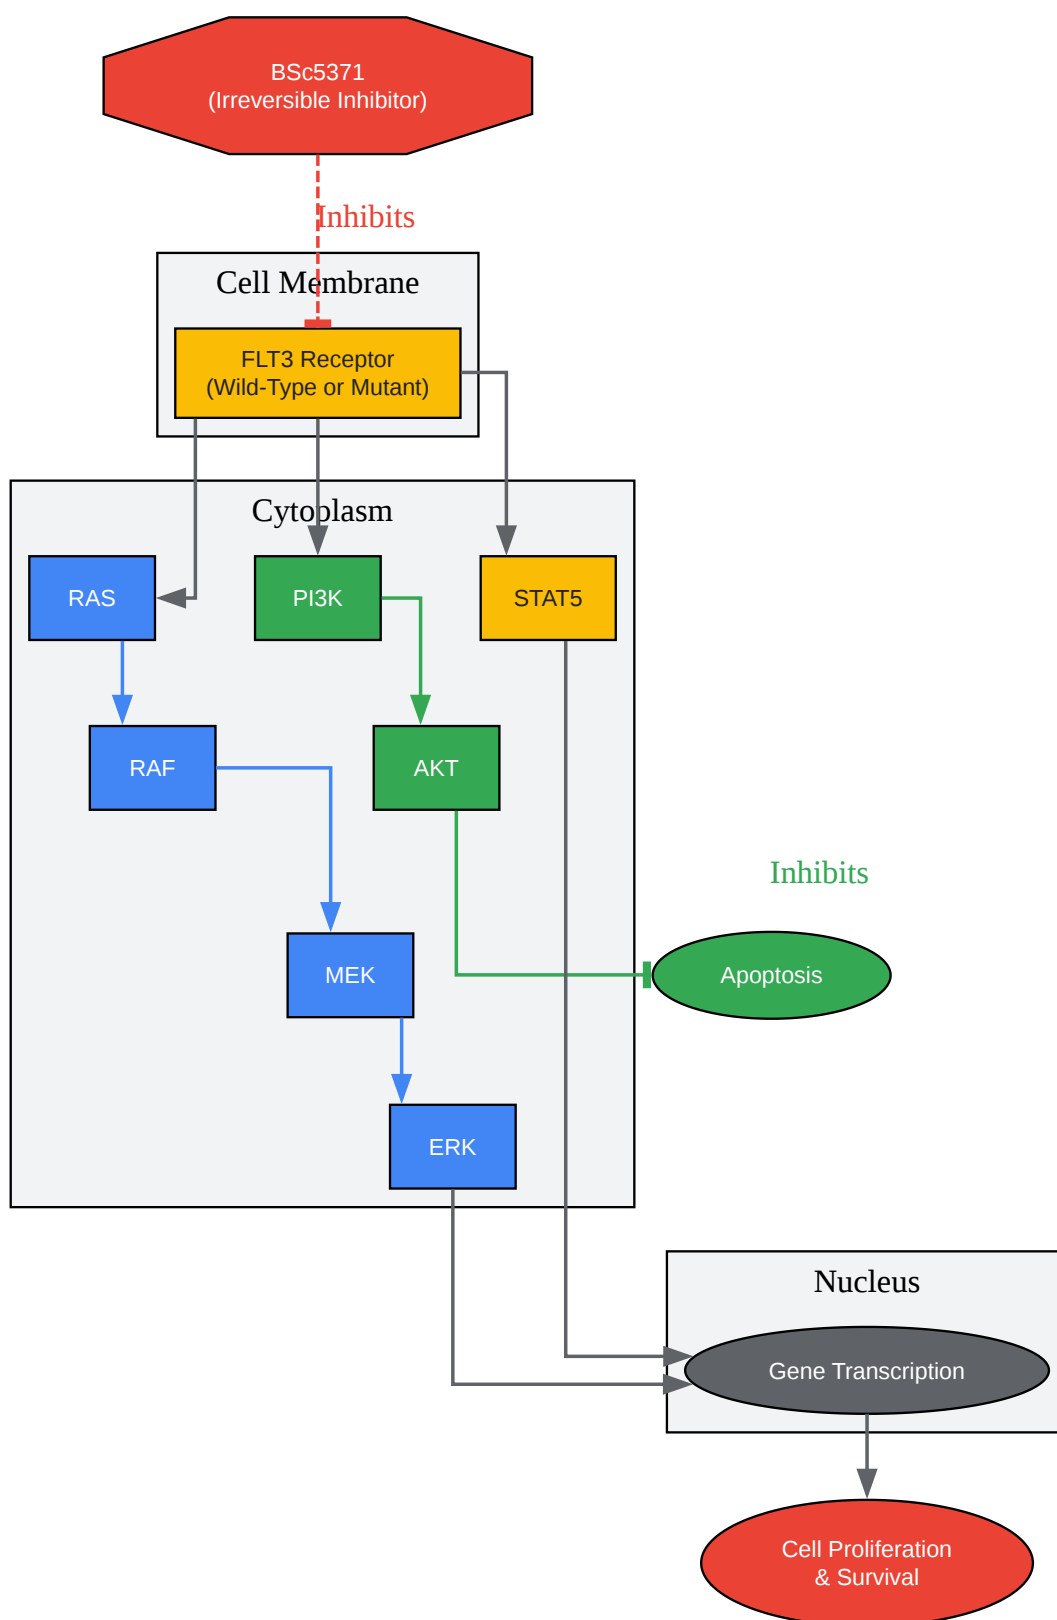 BSc5371
(Irreversible Inhibitor)
Inhibits
Cell Membrane
FLT3 Receptor
(Wild-Type or Mutant)
Cytoplasm
RAS
PI3K
STAT5
RAF
AKT
Inhibits
MEK
Apoptosis
ERK
Nucleus
Gene Transcription
Cell Proliferation
& Survival